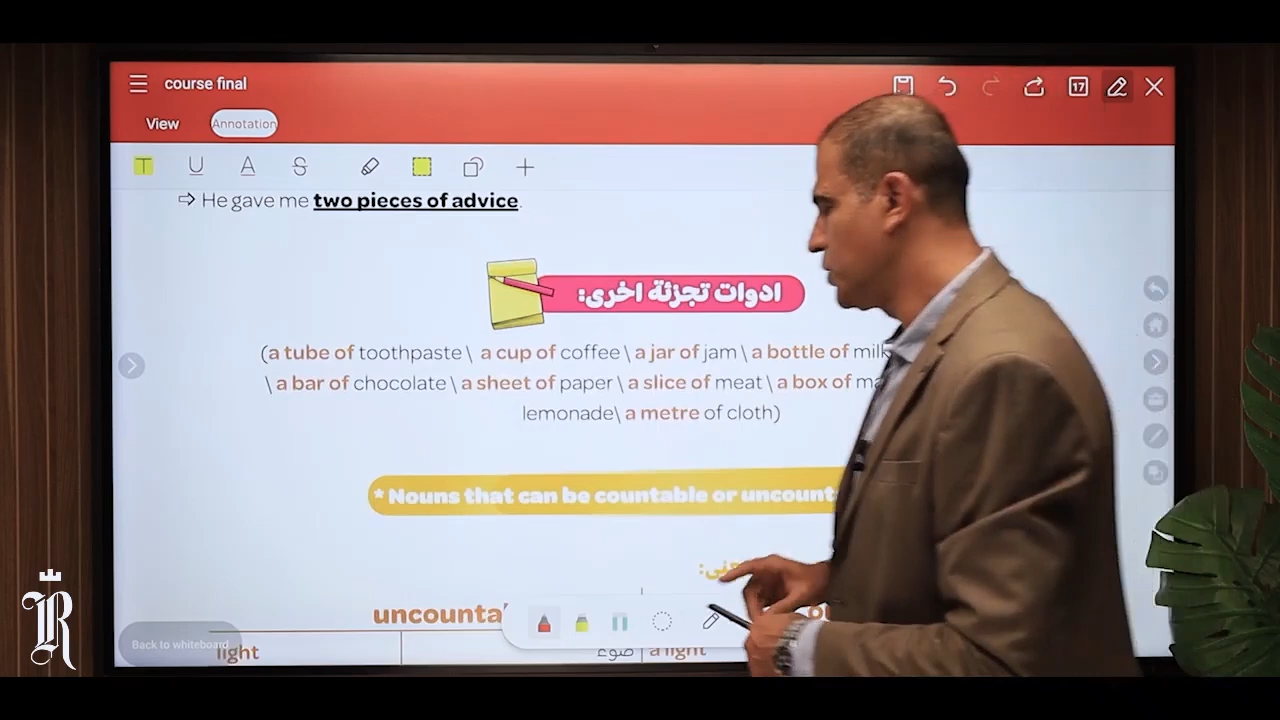 course final
17
View
Annotation
T U A S
⇨ He gave me two pieces of advice.
ادوات تجزئة اخرى:
(a tube of toothpaste \ a cup of coffee \ a jar of jam \ a bottle of milk
\ a bar of chocolate \ a sheet of paper \ a slice of meat \ a box of
lemonade\ a metre of cloth)
* Nouns that can be countable or
light
ضوء
a light
Back to whiteboard
R